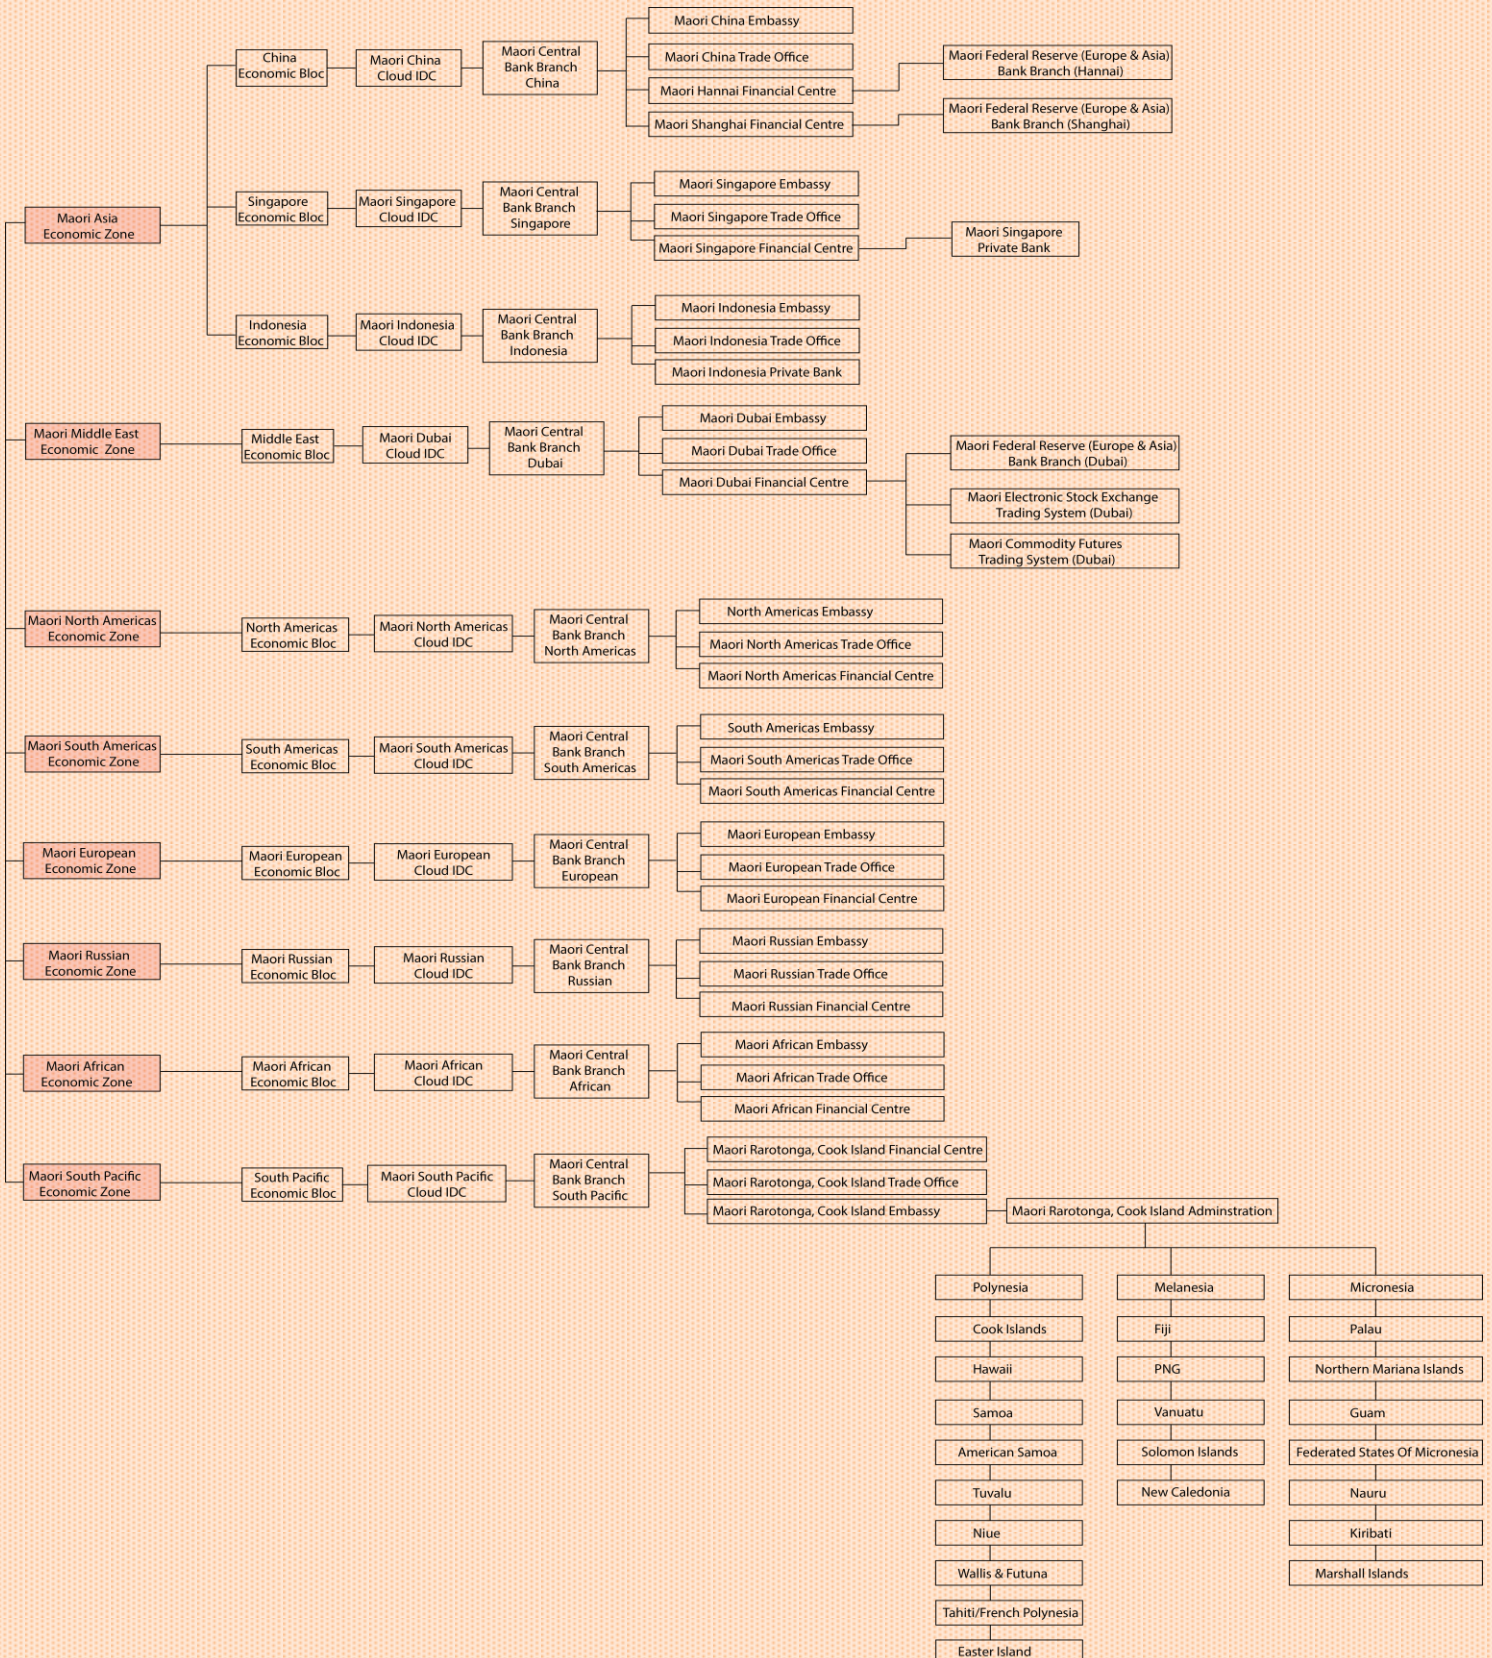 Maori Asia
Economic Zone
China
Economic Bloc
Maori China
Cloud IDC
Maori Central
Bank Branch
China
Maori China Embassy
Maori China Trade Office
Maori Hannai Financial Centre
Maori Shanghai Financial Centre
Maori Federal Reserve (Europe & Asia)
Bank Branch (Hannai)
Maori Federal Reserve (Europe & Asia)
Bank Branch (Shanghai)
Singapore
Economic Bloc
Maori Singapore
Cloud IDC
Maori Central
Bank Branch
Singapore
Maori Singapore Embassy
Maori Singapore Trade Office
Maori Singapore Financial Centre
Maori Singapore
Private Bank
Indonesia
Economic Bloc
Maori Indonesia
Cloud IDC
Maori Central
Bank Branch
Indonesia
Maori Indonesia Embassy
Maori Indonesia Trade Office
Maori Indonesia Private Bank
Maori Middle East
Economic Zone
Middle East
Economic Bloc
Maori Dubai
Cloud IDC
Maori Central
Bank Branch
Dubai
Maori Dubai Embassy
Maori Dubai Trade Office
Maori Dubai Financial Centre
Maori Federal Reserve (Europe & Asia)
Bank Branch (Dubai)
Maori Electronic Stock Exchange
Trading System (Dubai)
Maori Commodity Futures
Trading System (Dubai)
Maori North Americas
Economic Zone
North Americas
Economic Bloc
Maori North Americas
Cloud IDC
Maori Central
Bank Branch
North Americas
North Americas Embassy
Maori North Americas Trade Office
Maori North Americas Financial Centre
Maori South Americas
Economic Zone
South Americas
Economic Bloc
Maori South Americas
Cloud IDC
Maori Central
Bank Branch
South Americas
South Americas Embassy
Maori South Americas Trade Office
Maori South Americas Financial Centre
Maori European
Economic Zone
Maori European
Economic Bloc
Maori European
Cloud IDC
Maori Central
Bank Branch
European
Maori European Embassy
Maori European Trade Office
Maori European Financial Centre
Maori Russian
Economic Zone
Maori Russian
Economic Bloc
Maori Russian
Cloud IDC
Maori Central
Bank Branch
Russian
Maori Russian Embassy
Maori Russian Trade Office
Maori Russian Financial Centre
Maori African
Economic Zone
Maori African
Economic Bloc
Maori African
Cloud IDC
Maori Central
Bank Branch
African
Maori African Embassy
Maori African Trade Office
Maori African Financial Centre
Maori South Pacific
Economic Zone
South Pacific
Economic Bloc
Maori South Pacific
Cloud IDC
Maori Central
Bank Branch
South Pacific
Maori Rarotonga, Cook Island Financial Centre
Maori Rarotonga, Cook Island Trade Office
Maori Rarotonga, Cook Island Embassy
Maori Rarotonga, Cook Island Adminstration
Polynesia
Cook Islands
Hawaii
Samoa
American Samoa
Tuvalu
Niue
Wallis & Futuna
Tahiti/French Polynesia
Easter Island
Melanesia
Fiji
PNG
Vanuatu
Solomon Islands
New Caledonia
Micronesia
Palau
Northern Mariana Islands
Guam
Federated States Of Micronesia
Nauru
Kiribati
Marshall Islands